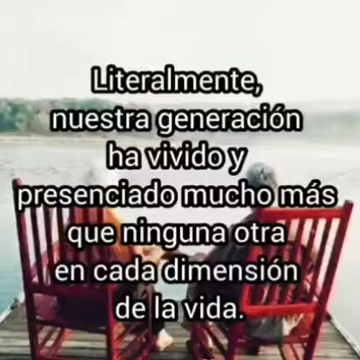 Literalmente,
nuestra generación
ha vivido y
presenciado mucho más
que ninguna otra
en cada dimensión
de la vida.